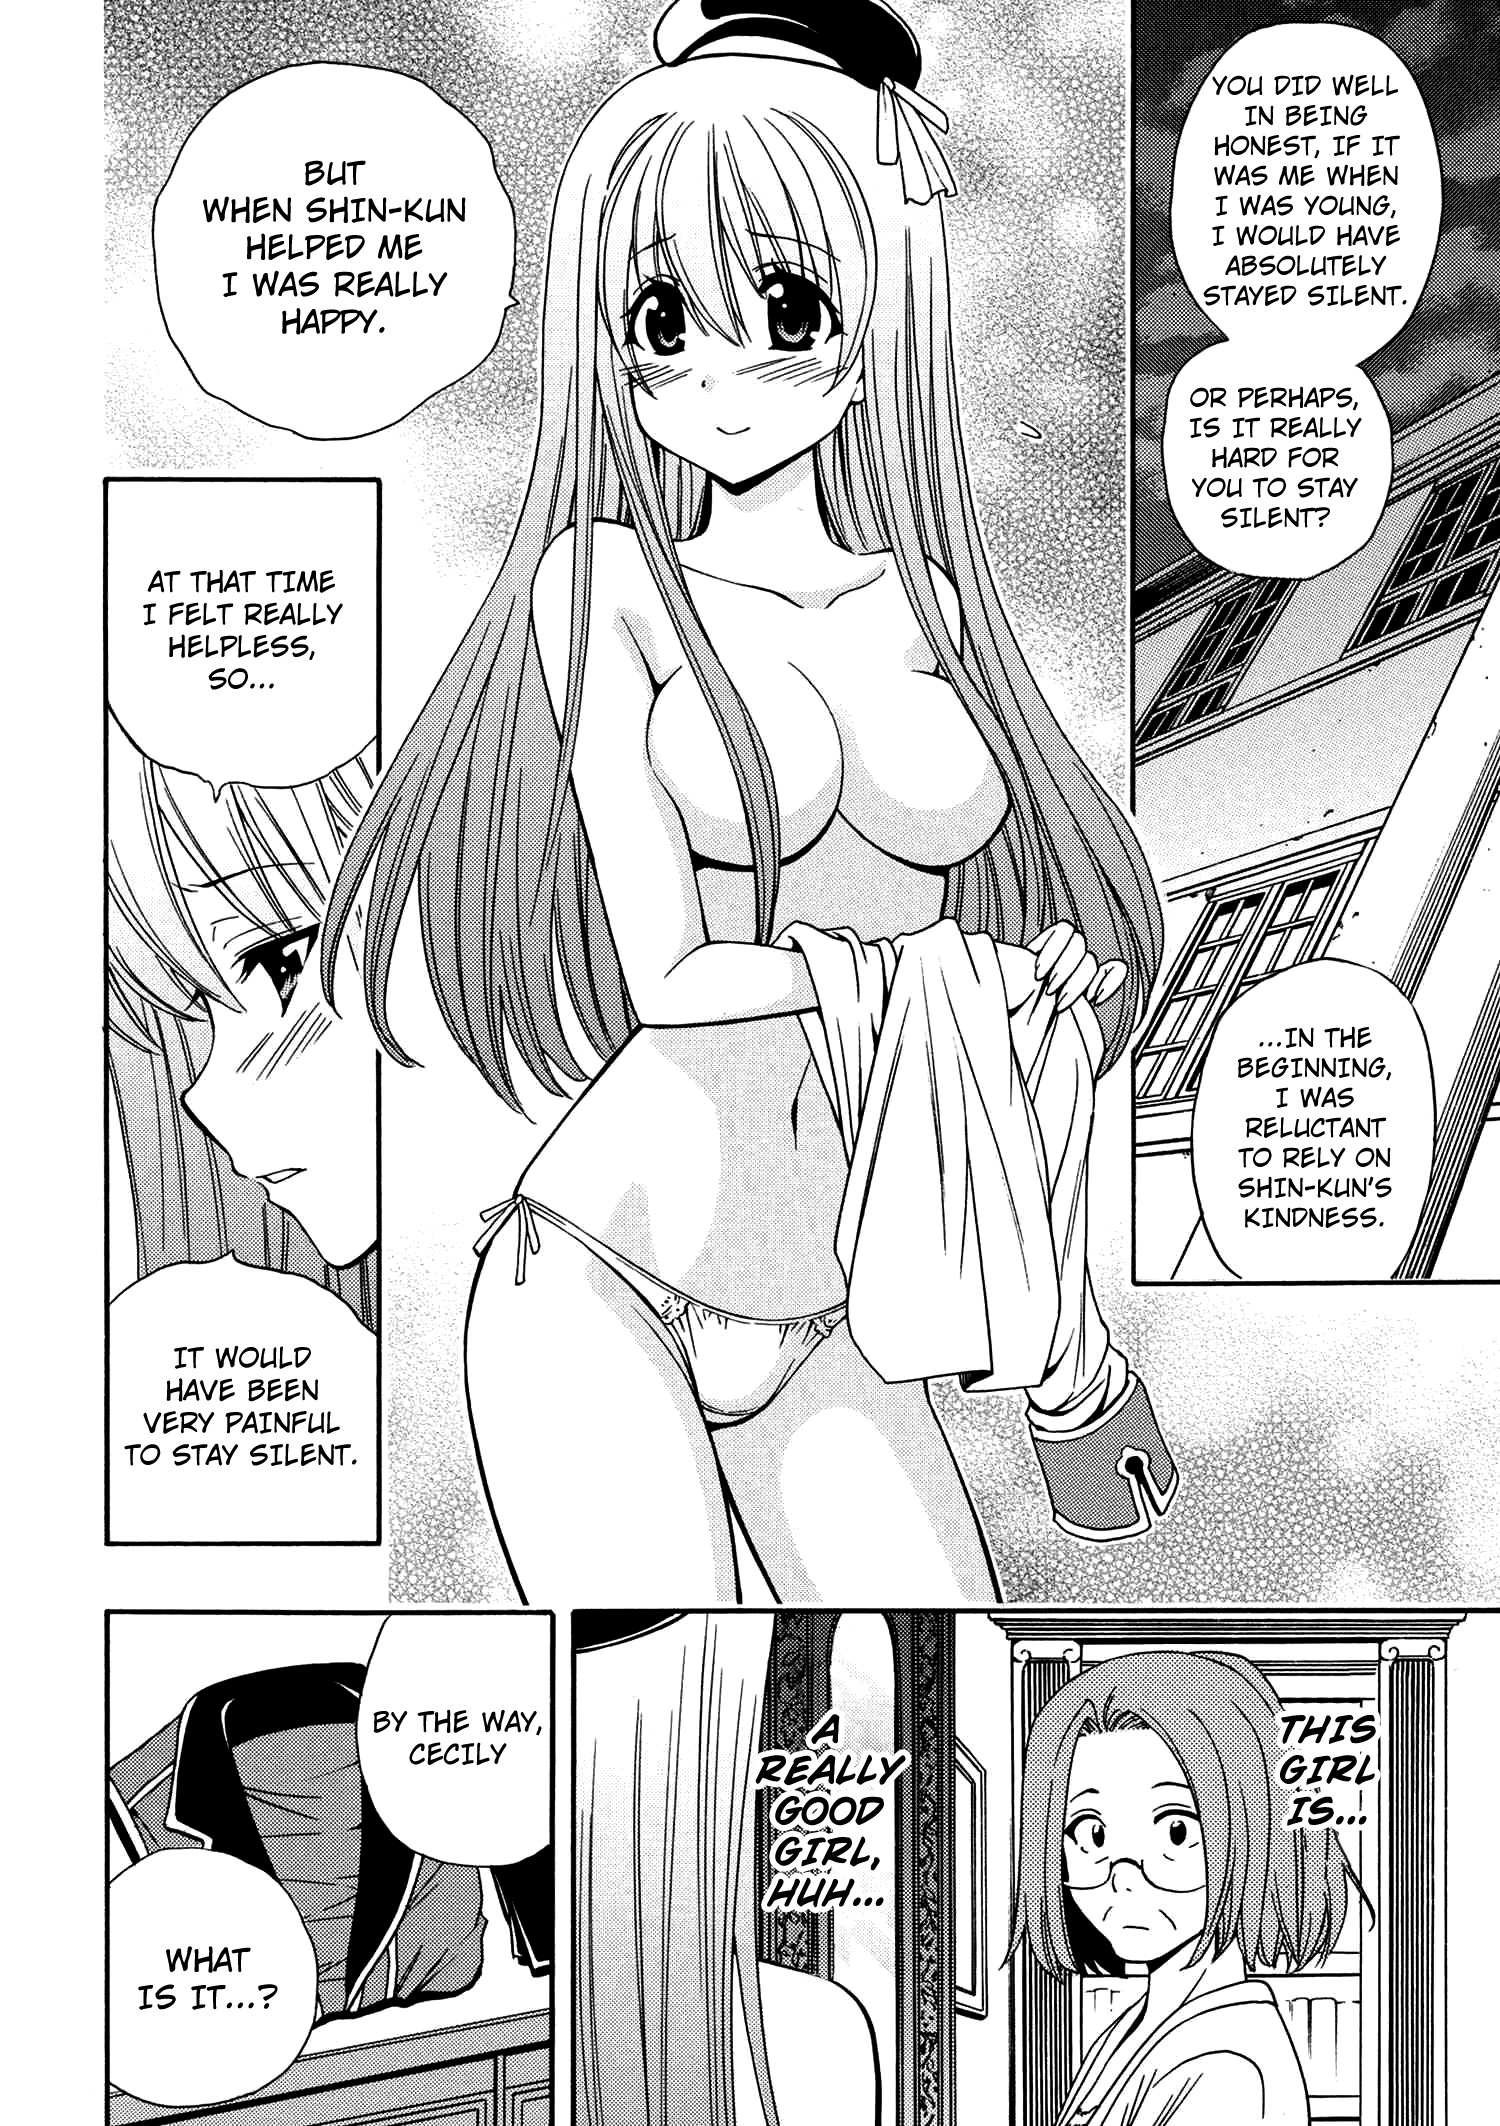 YOU DID WELL
IN BEING
HONEST, IF IT
WAS ME WHEN
I WAS YOUNG,
I WOULD HAVE
ABSOLUTELY
STAYED SILENT.
OR PERHAPS,
IS IT REALLY
HARD FOR
YOU TO STAY
SILENT?
...IN THE
BEGINNING,
I WAS
RELUCTANT
TO RELY ON
SHIN-KUN'S
KINDNESS.
BUT
WHEN SHIN-KUN
HELPED ME
I WAS REALLY
HAPPY.
AT THAT TIME
I FELT REALLY
HELPLESS,
SO...
IT WOULD
HAVE BEEN
VERY PAINFUL
TO STAY SILENT.
THIS
GIRL
IS...
A
REALLY
GOOD
GIRL,
HUH...
BY THE WAY,
CECILY
WHAT
IS IT...?